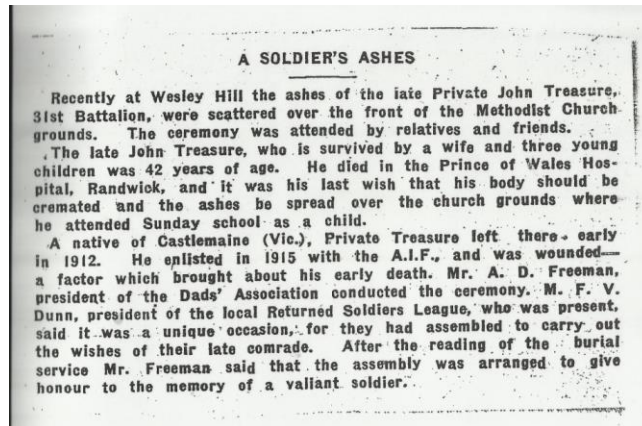 A SOLDIER'S ASHES
Recently at Wesley Hill the ashes of the late Private John Treasure,
31st Battalion, were scattered over the front of the Methodist Church
grounds. The ceremony was attended by relatives and friends.
The late John Treasure, who is survived by a wife and three young
children was 42 years of age. He died in the Prince of Wales Hos-
pital, Randwick, and it was his last wish that his body should be
cremated and the ashes be spread over the church grounds where
he attended Sunday school as a child.
A native of Castlemaine (Vic.), Private Treasure left there early
in 1912. He enlisted in 1915 with the A.I.F., and was wounded—
a factor which brought about his early death. Mr. A. D. Freeman,
president of the Dads' Association conducted the ceremony. M. F. V.
Dunn, president of the local Returned Soldiers League, who was present,
said it was a unique occasion, for they had assembled to carry out
the wishes of their late comrade. After the reading of the burial
service Mr. Freeman said that the assembly was arranged to give
honour to the memory of a valiant soldier.